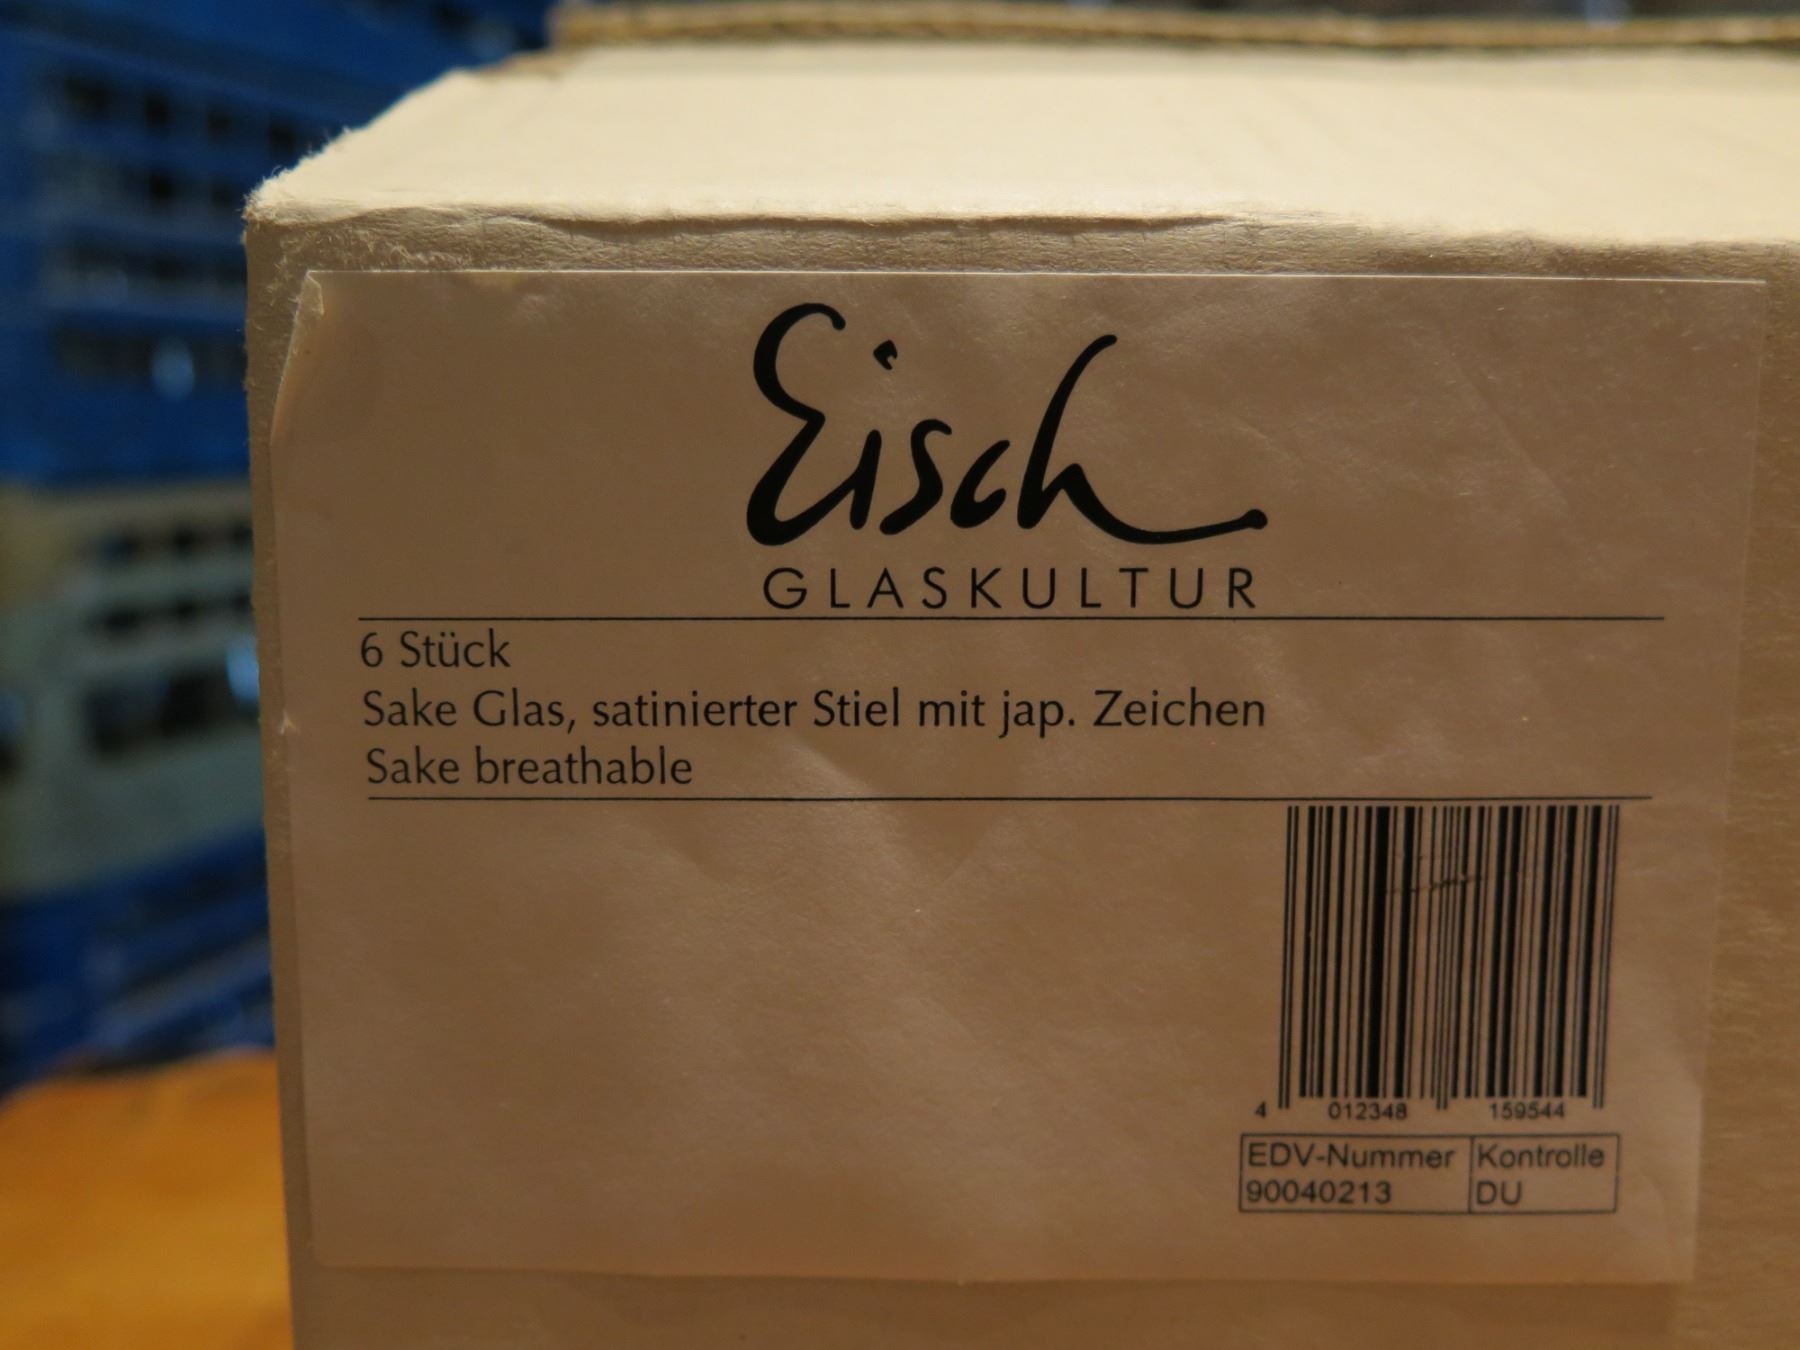 Eisch
GLASKULTUR
6 Stück
Sake Glas, satinierter Stiel mit jap. Zeichen
Sake breathable
4 012348 159544
EDV-Nummer Kontrolle
90040213 DU